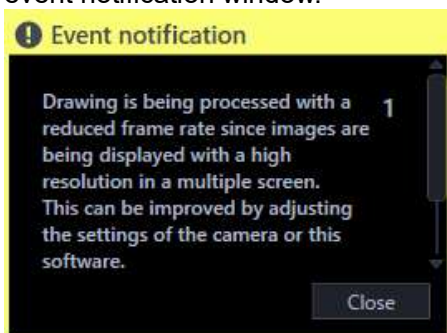 event notification window.
Event notification
Drawing is being processed with a 1
reduced frame rate since images are
being displayed with a high
resolution in a multiple screen.
This can be improved by adjusting
the settings of the camera or this
software.
Close